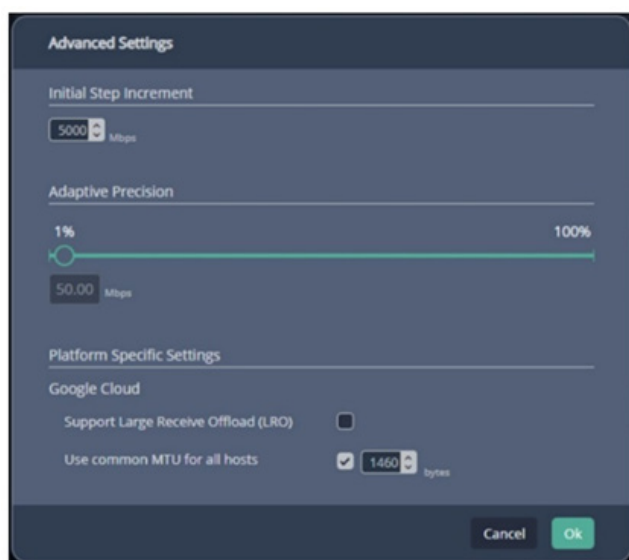 Advanced Settings
Initial Step Increment
5000 Mbps
Adaptive Precision
1% 100%
50.00 Mbps
Platform Specific Settings
Google Cloud
Support Large Receive Offload (LRO)
Use common MTU for all hosts 1460 bytes
Cancel Ok